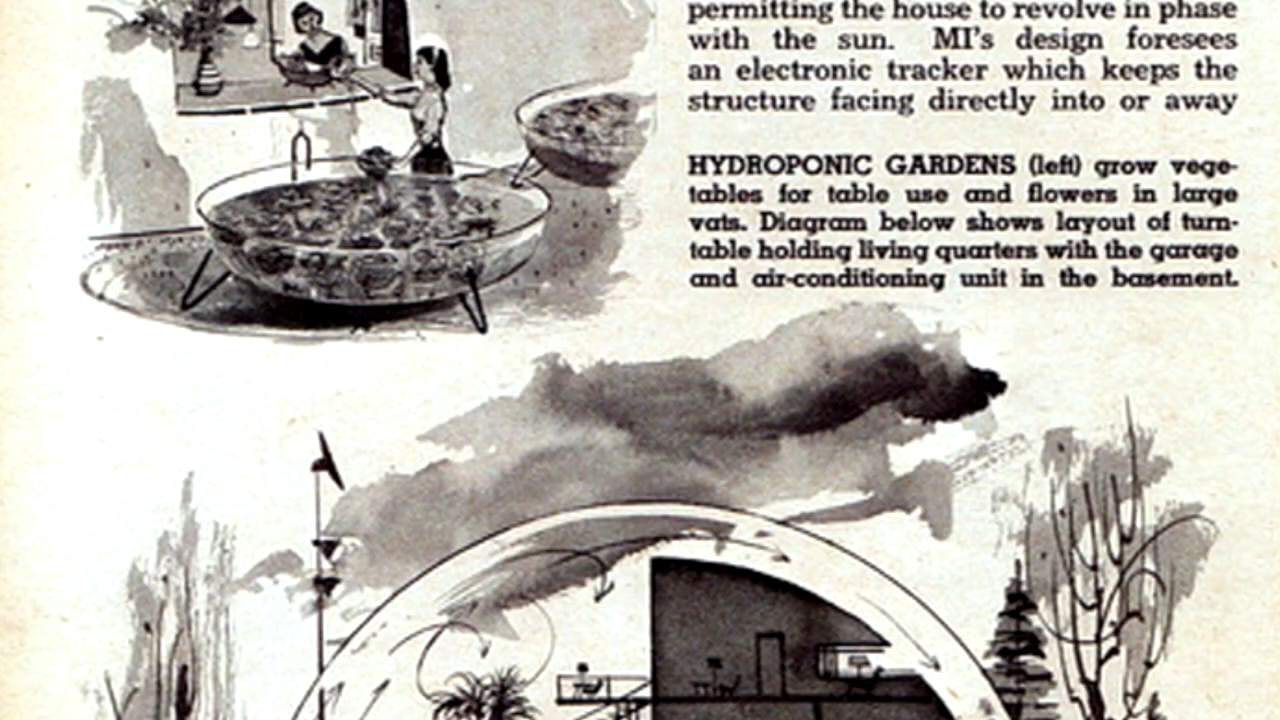 permitting the house to revolve in phase
with the sun. MI's design foresees
an electronic tracker which keeps the
structure facing directly into or away
HYDROPONIC GARDENS (left) grow vege-
tables for table use and flowers in large
vats. Diagram below shows layout of turn-
table holding living quarters with the garage
and air-conditioning unit in the basement.